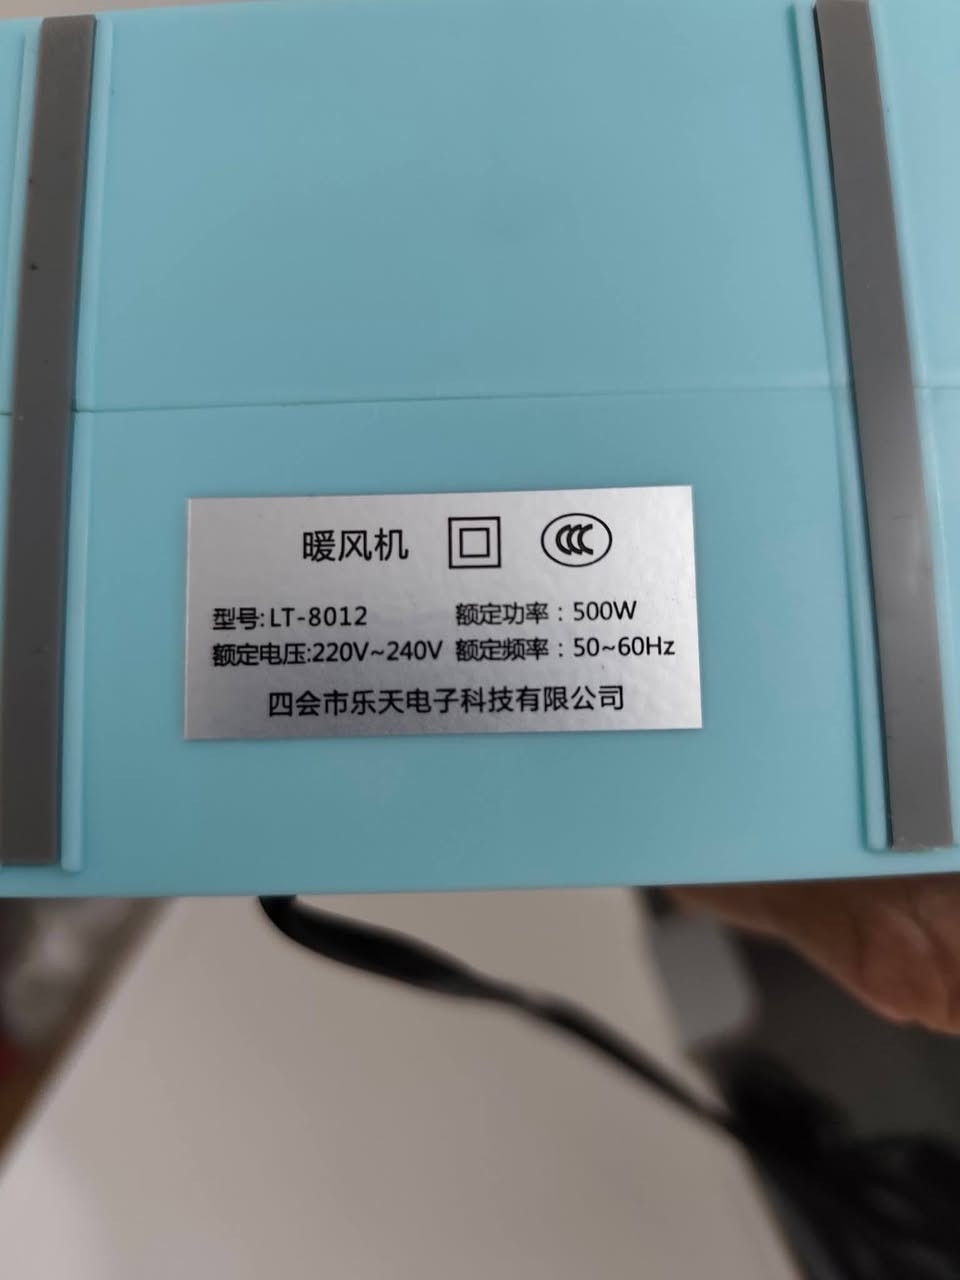 暖风机 CCC
型号:LT-8012 额定功率：500W
额定电压:220V~240V 额定频率：50~60Hz
四会市乐天电子科技有限公司